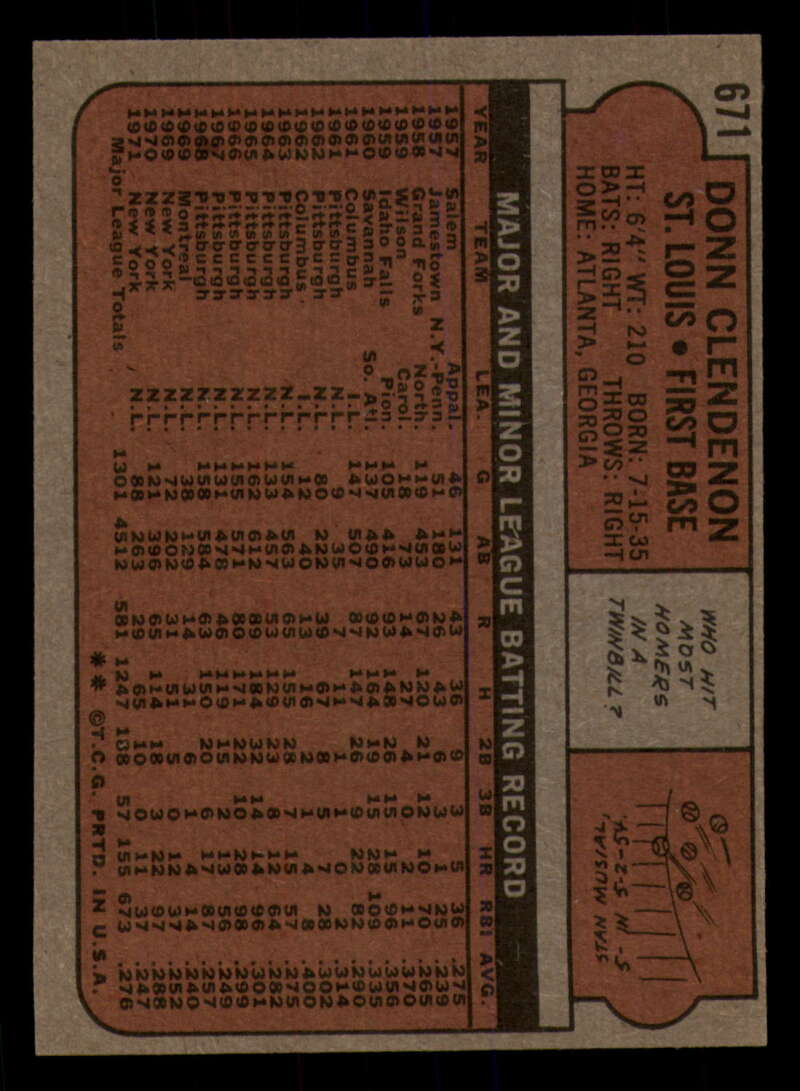 671
DONN CLENDENON
ST. LOUIS • FIRST BASE
HT: 6'4" WT: 210 BORN: 7-15-35
BATS: RIGHT THROWS: RIGHT
HOME: ATLANTA, GEORGIA
WHO HIT
MOST
HOMERS
IN A
TWINBILL?
5- IN 5-2-54,
STAN MUSIAL
MAJOR AND MINOR LEAGUE BATTING RECORD
YEAR TEAM LEA. G AB R H 2B 3B HR RBI AVG.
1957 Salem Appal. 46 131 43 36 9 3 5 36 .275
1957 Jamestown N.Y.-Penn. 51 180 26 43 6 3 1 25 .239
1958 Grand Forks North. 119 453 67 120 21 12 10 70 .265
1959 Wilson Carol. 18 73 14 27 4 0 2 11 .370
1959 Idaho Falls Pion. 105 416 93 148 26 15 15 96 .356
1960 Savannah So. Atl. 137 490 92 164 19 15 28 109 .335
1961 Columbus I.L. 147 507 87 147 26 9 22 82 .290
1961 Pittsburgh N.L. 9 35 7 11 1 1 0 2 .314
1962 Pittsburgh N.L. 80 222 39 67 8 5 7 28 .302
1962 Columbus I.L. 12 40 13 16 2 1 4 8 .400
1963 Pittsburgh N.L. 154 563 65 155 28 7 15 57 .275
1964 Pittsburgh N.L. 133 457 53 129 23 8 12 64 .282
1965 Pittsburgh N.L. 162 612 89 184 32 14 14 96 .301
1966 Pittsburgh N.L. 155 571 80 171 22 10 28 98 .299
1967 Pittsburgh N.L. 131 478 46 119 15 2 13 56 .249
1968 Pittsburgh N.L. 158 584 63 150 20 6 17 87 .257
1969 Montreal N.L. 38 129 14 31 6 1 4 14 .240
1969 New York N.L. 72 202 31 51 5 0 12 37 .252
1970 New York N.L. 121 396 65 114 18 3 22 97 .288
1971 New York N.L. 88 263 29 65 10 0 11 37 .247
Major League Totals 1301 4512 581 1247 188 57 155 673 .276
** ©T.C.G. PRTD. IN U.S.A.